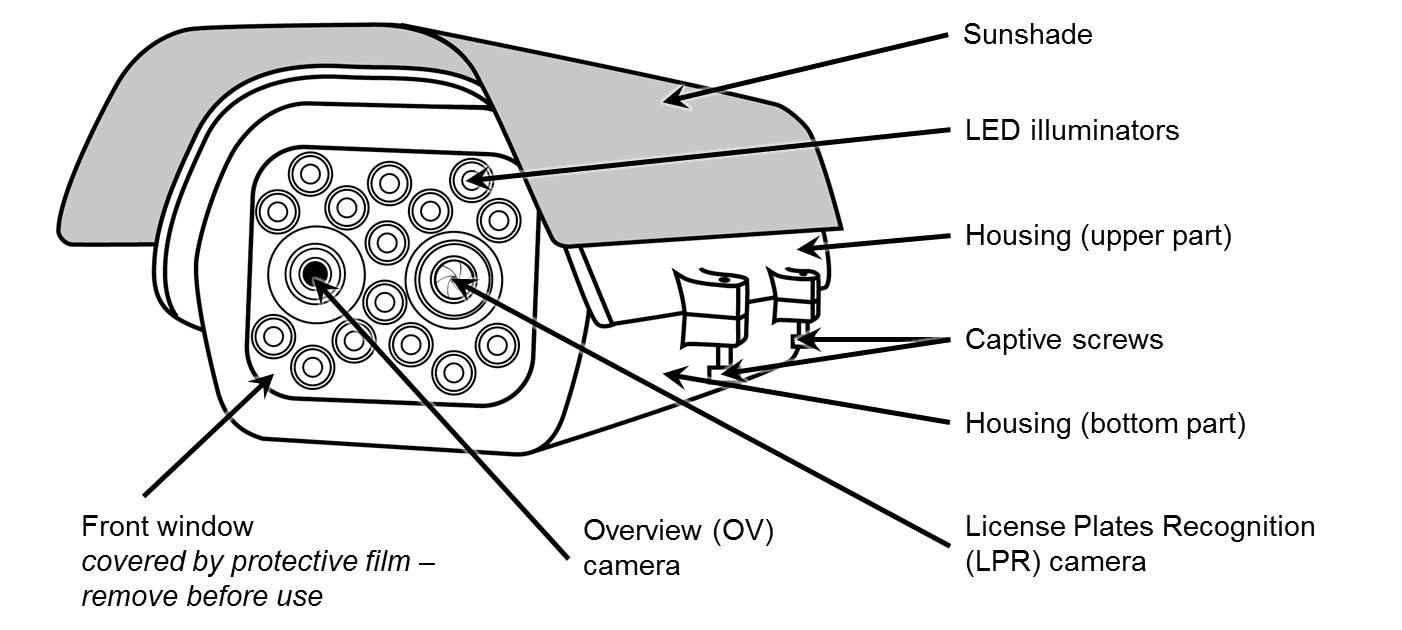 Sunshade
LED illuminators
Housing (upper part)
Captive screws
Housing (bottom part)
Front window
covered by protective film –
remove before use
Overview (OV)
camera
License Plates Recognition
(LPR) camera